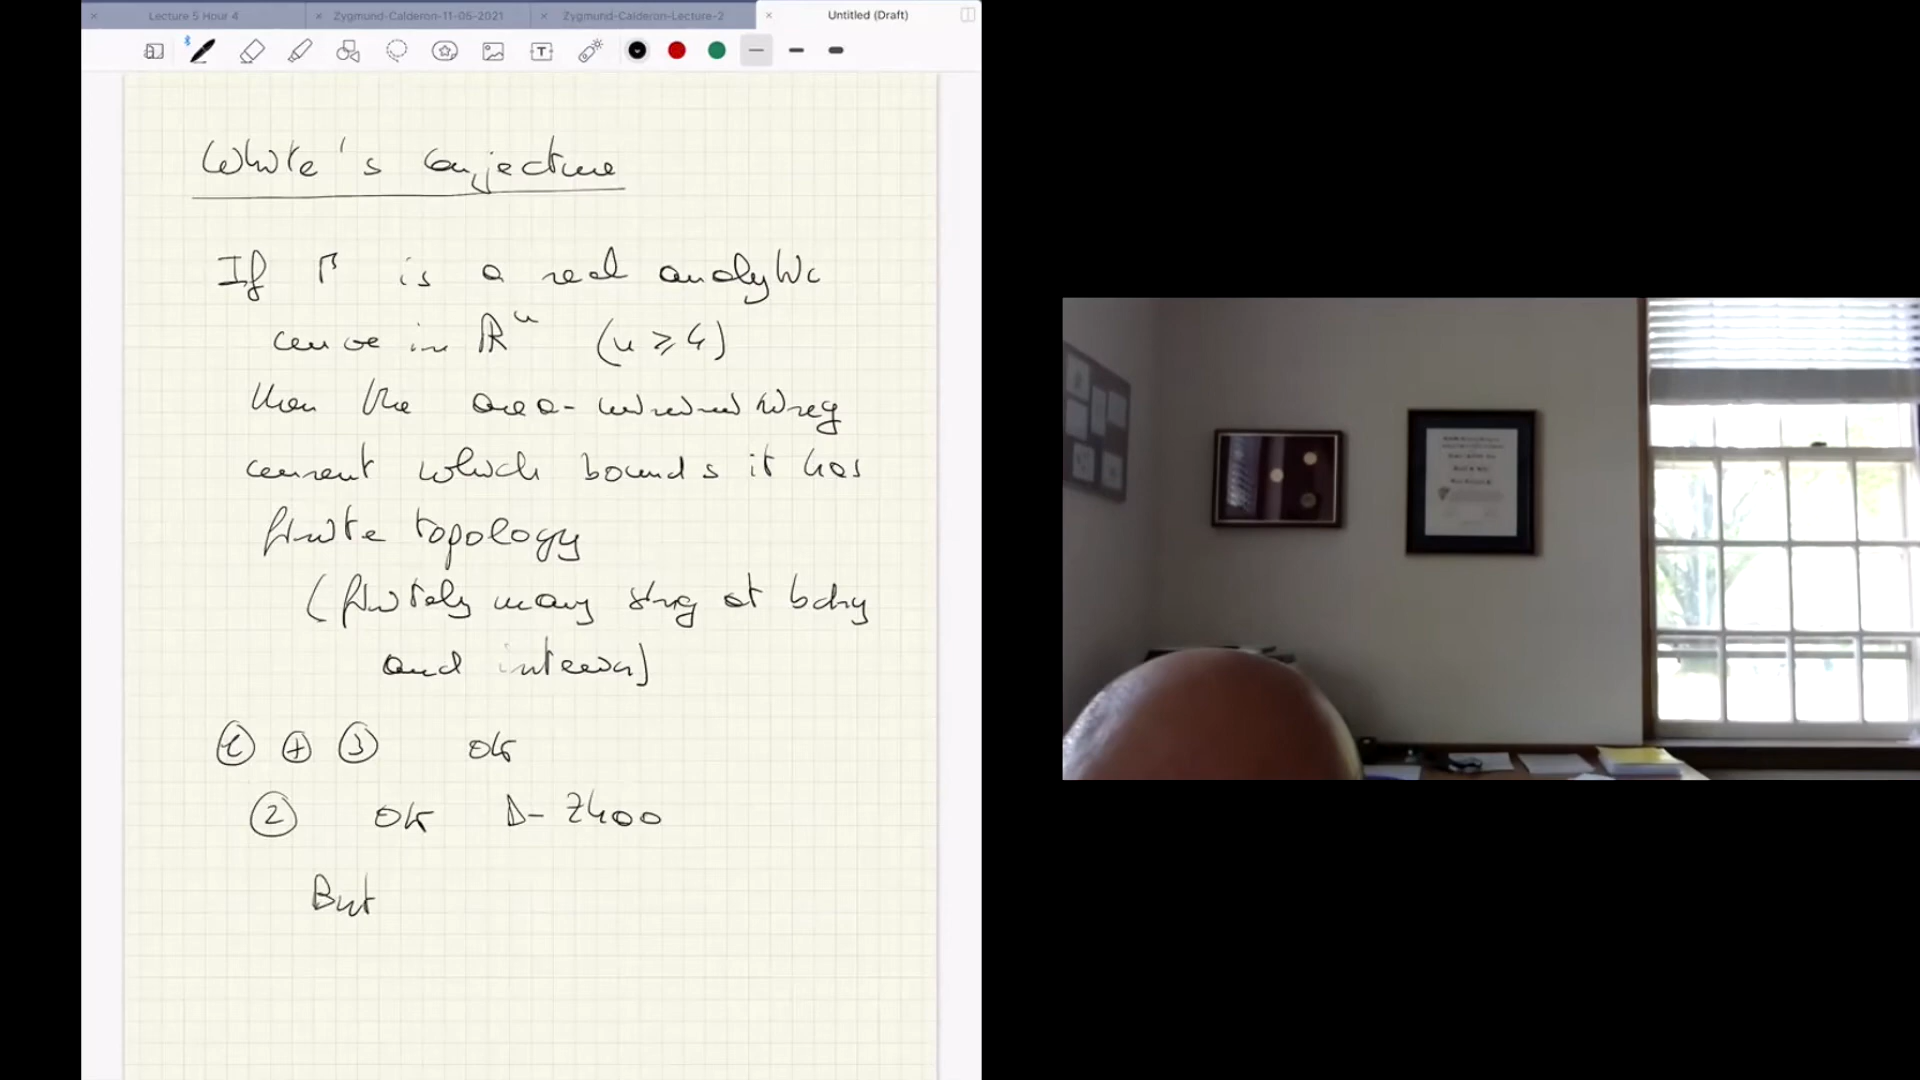 Lecture 5 Hour 4
Zygmund-Calderon-11-05-2021
Zygmund-Calderon-Lecture-2
Untitled (Draft)
White's conjecture
If Γ is a real analytic
curve in ℝⁿ (n ≥ 4)
then the area-minimizing
current which bounds it has
finite topology
(finitely many sing at bdry
and interior)
① + ③ ok
② ok D- Zhao
But